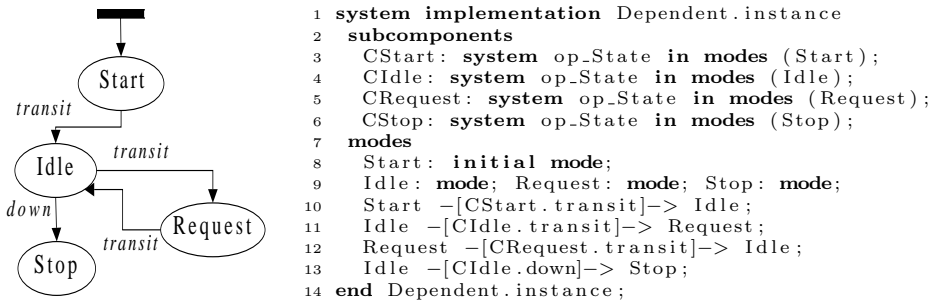 Start
transit
Idle
transit
down
Request
transit
Stop
1 system implementation Dependent.instance
2 subcomponents
3 CStart: system op_State in modes (Start);
4 CIdle: system op_State in modes (Idle);
5 CRequest: system op_State in modes (Request);
6 CStop: system op_State in modes (Stop);
7 modes
8 Start: initial mode;
9 Idle: mode; Request: mode; Stop: mode;
10 Start -[CStart.transit]-> Idle;
11 Idle -[CIdle.transit]-> Request;
12 Request -[CRequest.transit]-> Idle;
13 Idle -[CIdle.down]-> Stop;
14 end Dependent.instance;